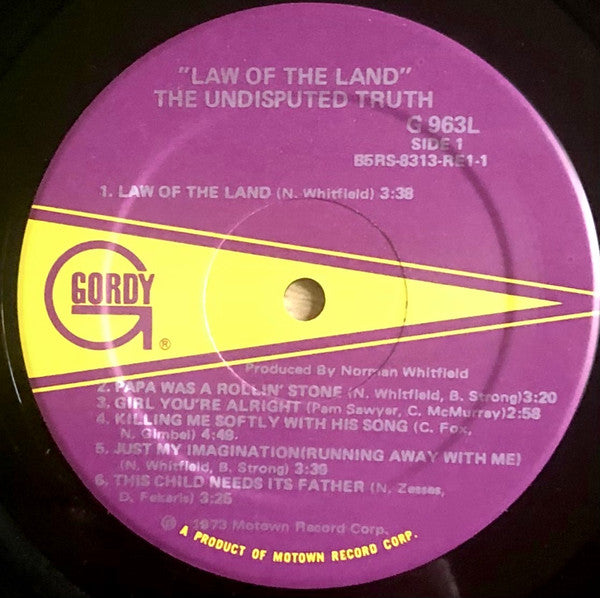 "LAW OF THE LAND"
THE UNDISPUTED TRUTH
G 963L
SIDE 1
B5RS-8313-RE1-1
1. LAW OF THE LAND (N. Whitfield) 3:38
GORDY
®
Produced By Norman Whitfield
2. PAPA WAS A ROLLIN' STONE (N. Whitfield, B. Strong)3:20
3. GIRL YOU'RE ALRIGHT (Pam Sawyer, C. McMurray)2:58
4. KILLING ME SOFTLY WITH HIS SONG (C. Fox,
N. Gimbel) 4:49.
5. JUST MY IMAGINATION(RUNNING AWAY WITH ME)
(N. Whitfield, B. Strong) 3:39
6. THIS CHILD NEEDS ITS FATHER (N. Zesses,
D. Fekaris) 3:25
℗ 1973 Motown Record Corp.
A PRODUCT OF MOTOWN RECORD CORP.